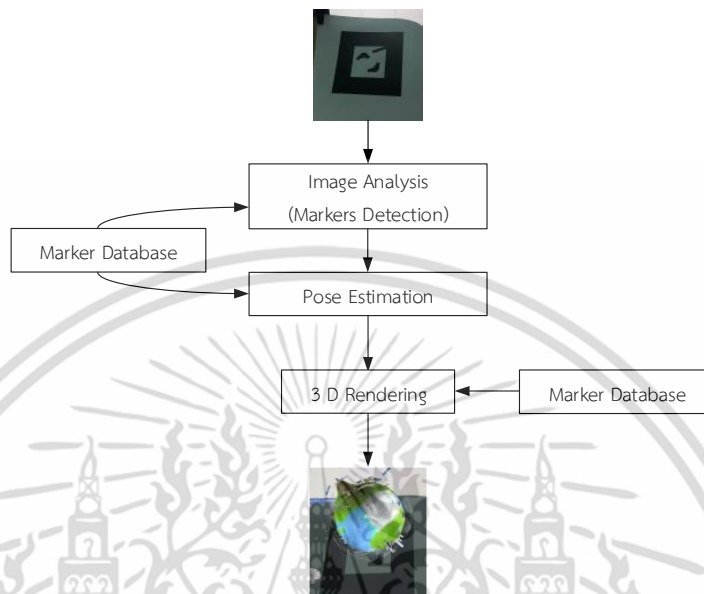 Image Analysis
(Markers Detection)
Marker Database
Pose Estimation
3 D Rendering
Marker Database